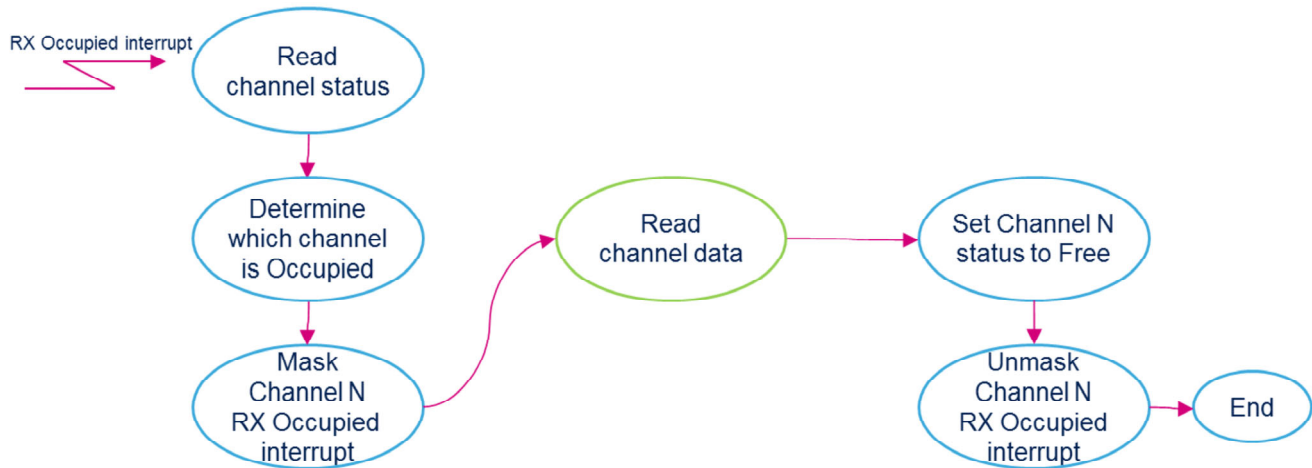 RX Occupied interrupt
Read
channel status
Determine
which channel
is Occupied
Mask
Channel N
RX Occupied
interrupt
Read
channel data
Set Channel N
status to Free
Unmask
Channel N
RX Occupied
interrupt
End